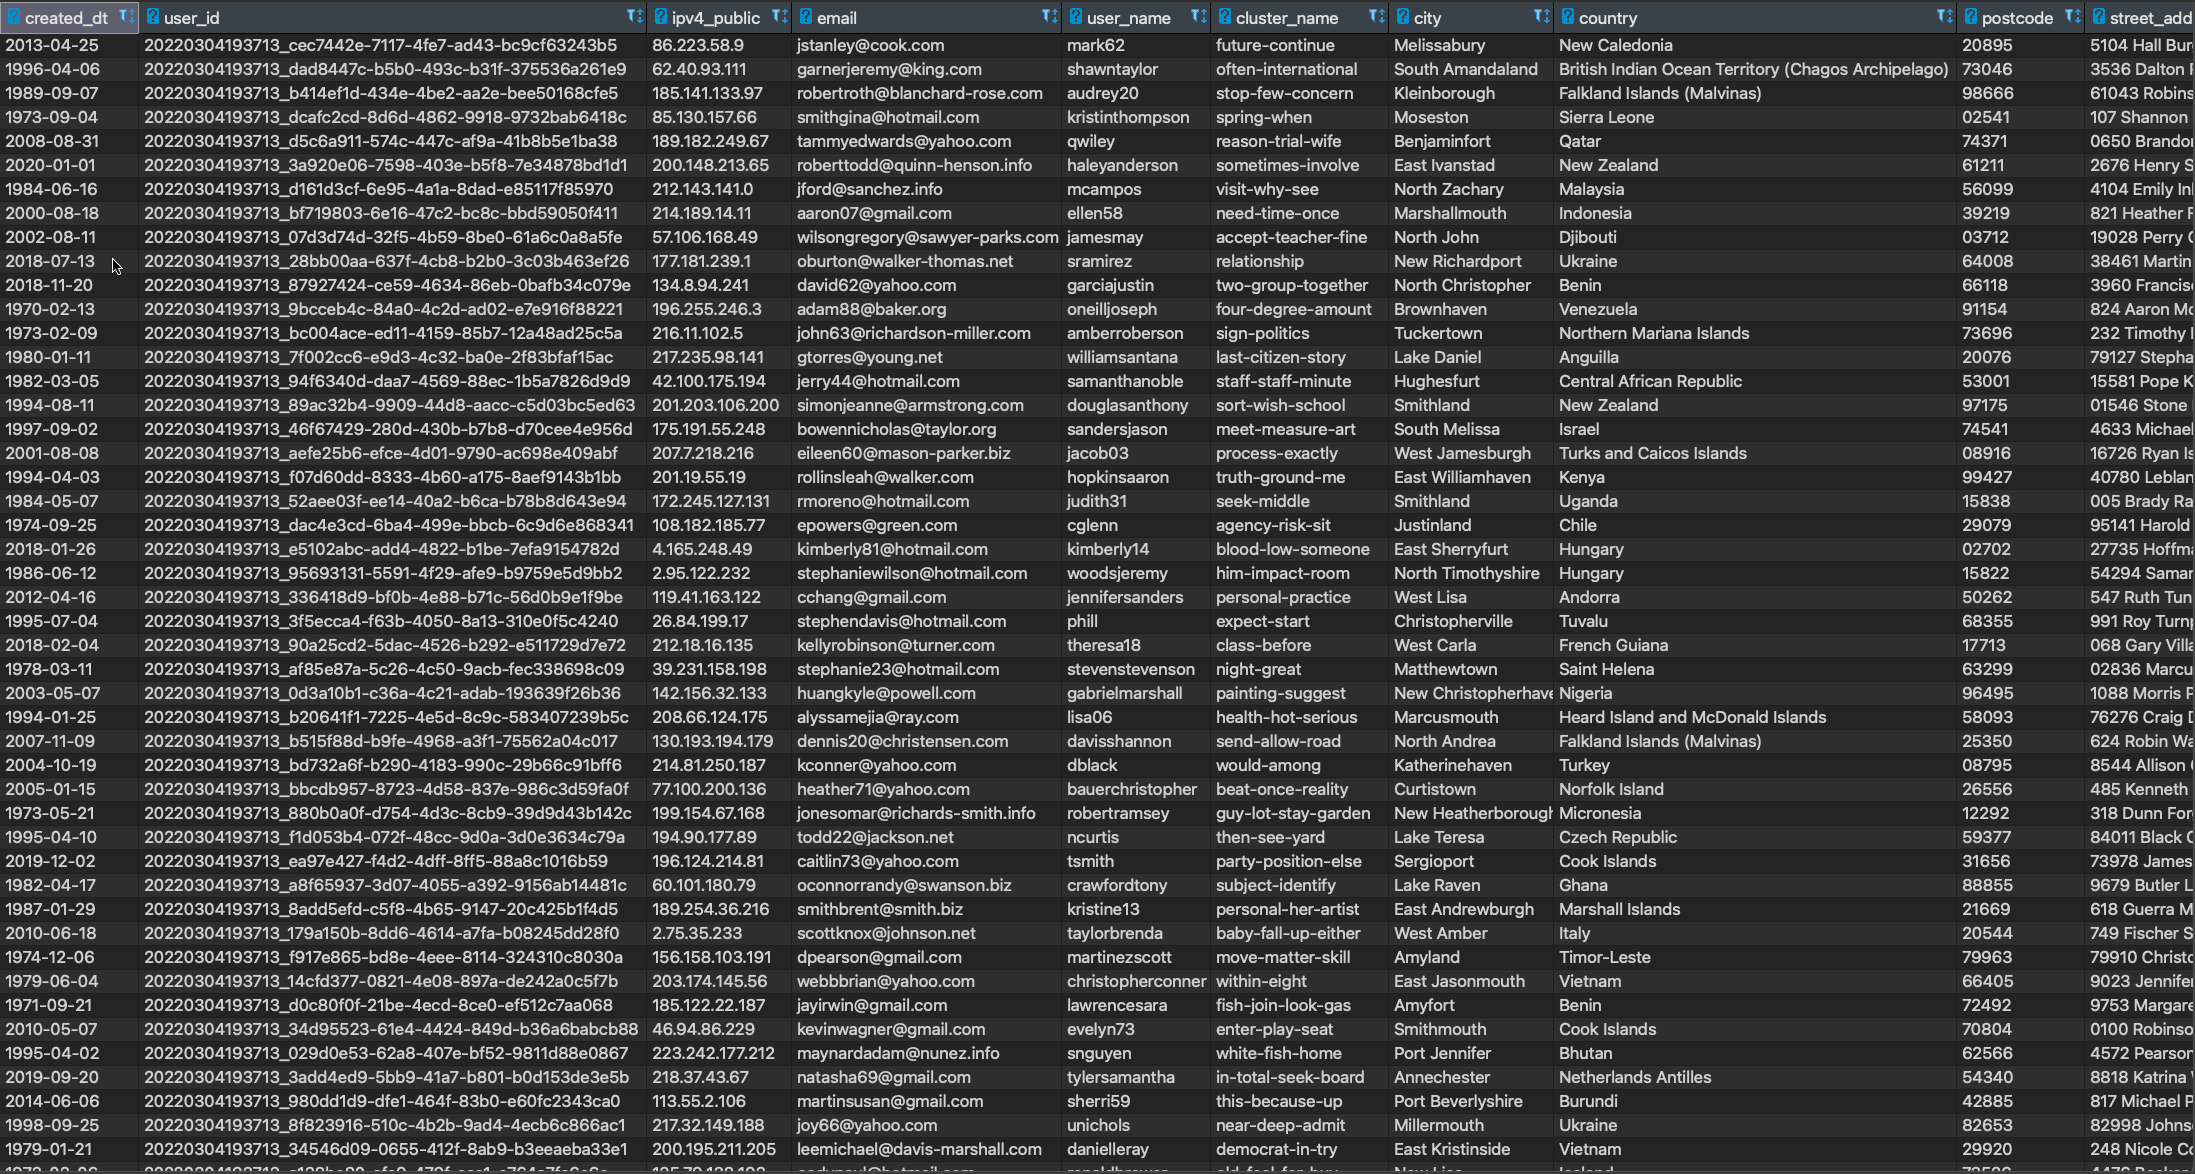 created_dt user_id ipv4_public email user_name cluster_name city country postcode street_add
2013-04-25 20220304193713_cec7442e-7117-4fe7-ad43-bc9cf63243b5 86.223.58.9 jstanley@cook.com mark62 future-continue Melissabury New Caledonia 20895 5104 Hall Bur
1996-04-06 20220304193713_dad8447c-b5b0-493c-b31f-375536a261e9 62.40.93.111 garnerjeremy@king.com shawntaylor often-international South Amandaland British Indian Ocean Territory (Chagos Archipelago) 73046 3536 Dalton
1989-09-07 20220304193713_b414ef1d-434e-4be2-aa2e-bee50168cfe5 185.141.133.97 robertroth@blanchard-rose.com audrey20 stop-few-concern Kleinborough Falkland Islands (Malvinas) 98666 61043 Robins
1973-09-04 20220304193713_dcafc2cd-8d6d-4862-9918-9732bab6418c 85.130.157.66 smithgina@hotmail.com kristinthompson spring-when Moseston Sierra Leone 02541 107 Shannon
2008-08-31 20220304193713_d5c6a911-574c-447c-af9a-41b8b5e1ba38 189.182.249.67 tammyedwards@yahoo.com qwiley reason-trial-wife Benjaminfort Qatar 74371 0650 Brando
2020-01-01 20220304193713_3a920e06-7598-403e-b5f8-7e34878bd1d1 200.148.213.65 roberttodd@quinn-henson.info haleyanderson sometimes-involve East Ivanstad New Zealand 61211 2676 Henry S
1984-06-16 20220304193713_d161d3cf-6e95-4a1a-8dad-e85117f85970 212.143.141.0 jford@sanchez.info mcampos visit-why-see North Zachary Malaysia 56099 4104 Emily In
2000-08-18 20220304193713_bf719803-6e16-47c2-bc8c-bbd59050f411 214.189.14.11 aaron07@gmail.com ellen58 need-time-once Marshallmouth Indonesia 39219 821 Heather F
2002-08-11 20220304193713_07d3d74d-32f5-4b59-8be0-61a6c0a8a5fe 57.106.168.49 wilsongregory@sawyer-parks.com jamesmay accept-teacher-fine North John Djibouti 03712 19028 Perry
2018-07-13 20220304193713_28bb00aa-637f-4cb8-b2b0-3c03b463ef26 177.181.239.1 oburton@walker-thomas.net sramirez relationship New Richardport Ukraine 64008 38461 Martin
2018-11-20 20220304193713_87927424-ce59-4634-86eb-0bafb34c079e 134.8.94.241 david62@yahoo.com garciajustin two-group-together North Christopher Benin 66118 3960 Francis
1970-02-13 20220304193713_9bcceb4c-84a0-4c2d-ad02-e7e916f88221 196.255.246.3 adam88@baker.org oneilljoseph four-degree-amount Brownhaven Venezuela 91154 824 Aaron Mo
1973-02-09 20220304193713_bc004ace-ed11-4159-85b7-12a48ad25c5a 216.11.102.5 john63@richardson-miller.com amberroberson sign-politics Tuckertown Northern Mariana Islands 73696 232 Timothy
1980-01-11 20220304193713_7f002cc6-e9d3-4c32-ba0e-2f83bfaf15ac 217.235.98.141 gtorres@young.net williamsantana last-citizen-story Lake Daniel Anguilla 20076 79127 Stepha
1982-03-05 20220304193713_94f6340d-daa7-4569-88ec-1b5a7826d9d9 42.100.175.194 jerry44@hotmail.com samanthanoble staff-staff-minute Hughesfurt Central African Republic 53001 15581 Pope K
1994-08-11 20220304193713_89ac32b4-9909-44d8-aacc-c5d03bc5ed63 201.203.106.200 simonjeanne@armstrong.com douglasanthony sort-wish-school Smithland New Zealand 97175 01546 Stone
1997-09-02 20220304193713_46f67429-280d-430b-b7b8-d70cee4e956d 175.191.55.248 bowennicholas@taylor.org sandersjason meet-measure-art South Melissa Israel 74541 4633 Michael
2001-08-08 20220304193713_aefe25b6-efce-4d01-9790-ac698e409abf 207.7.218.216 eileen60@mason-parker.biz jacob03 process-exactly West Jamesburgh Turks and Caicos Islands 08916 16726 Ryan Is
1994-04-03 20220304193713_f07d60dd-8333-4b60-a175-8aef9143b1bb 201.19.55.19 rollinsleah@walker.com hopkinsaaron truth-ground-me East Williamhaven Kenya 99427 40780 Leblan
1984-05-07 20220304193713_52aee03f-ee14-40a2-b6ca-b78b8d643e94 172.245.127.131 rmoreno@hotmail.com judith31 seek-middle Smithland Uganda 15838 005 Brady Ra
1974-09-25 20220304193713_dac4e3cd-6ba4-499e-bbcb-6c9d6e868341 108.182.185.77 epowers@green.com cglenn agency-risk-sit Justinland Chile 29079 95141 Harold
2018-01-26 20220304193713_e5102abc-add4-4822-b1be-7efa9154782d 4.165.248.49 kimberly81@hotmail.com kimberly14 blood-low-someone East Sherryfurt Hungary 02702 27735 Hoffm
1986-06-12 20220304193713_95693131-5591-4f29-afe9-b9759e5d9bb2 2.95.122.232 stephaniewilson@hotmail.com woodsjeremy him-impact-room North Timothyshire Hungary 15822 54294 Samar
2012-04-16 20220304193713_336418d9-bf0b-4e88-b71c-56d0b9e1f9be 119.41.163.122 cchang@gmail.com jennifersanders personal-practice West Lisa Andorra 50262 547 Ruth Tun
1995-07-04 20220304193713_3f5ecca4-f63b-4050-8a13-310e0f5c4240 26.84.199.17 stephendavis@hotmail.com phill expect-start Christopherville Tuvalu 68355 991 Roy Turnp
2018-02-04 20220304193713_90a25cd2-5dac-4526-b292-e511729d7e72 212.18.16.135 kellyrobinson@turner.com theresa18 class-before West Carla French Guiana 17713 068 Gary Villa
1978-03-11 20220304193713_af85e87a-5c26-4c50-9acb-fec338698c09 39.231.158.198 stephanie23@hotmail.com stevenstevenson night-great Matthewtown Saint Helena 63299 02836 Marcu
2003-05-07 20220304193713_0d3a10b1-c36a-4c21-adab-193639f26b36 142.156.32.133 huangkyle@powell.com gabrielmarshall painting-suggest New Christopherhave Nigeria 96495 1088 Morris F
1994-01-25 20220304193713_b20641f1-7225-4e5d-8c9c-583407239b5c 208.66.124.175 alyssamejia@ray.com lisa06 health-hot-serious Marcusmouth Heard Island and McDonald Islands 58093 76276 Craig
2007-11-09 20220304193713_b515f88d-b9fe-4968-a3f1-75562a04c017 130.193.194.179 dennis20@christensen.com davisshannon send-allow-road North Andrea Falkland Islands (Malvinas) 25350 624 Robin Wa
2004-10-19 20220304193713_bd732a6f-b290-4183-990c-29b66c91bff6 214.81.250.187 kconner@yahoo.com dblack would-among Katherinehaven Turkey 08795 8544 Allison
2005-01-15 20220304193713_bbcdb957-8723-4d58-837e-986c3d59fa0f 77.100.200.136 heather71@yahoo.com bauerchristopher beat-once-reality Curtistown Norfolk Island 26556 485 Kenneth
1973-05-21 20220304193713_880b0a0f-d754-4d3c-8cb9-39d9d43b142c 199.154.67.168 jonesomar@richards-smith.info robertramsey guy-lot-stay-garden New Heatherborough Micronesia 12292 318 Dunn For
1995-04-10 20220304193713_f1d053b4-072f-48cc-9d0a-3d0e3634c79a 194.90.177.89 todd22@jackson.net ncurtis then-see-yard Lake Teresa Czech Republic 59377 84011 Black
2019-12-02 20220304193713_ea97e427-f4d2-4dff-8ff5-88a8c1016b59 196.124.214.81 caitlin73@yahoo.com tsmith party-position-else Sergioport Cook Islands 31656 73978 James
1982-04-17 20220304193713_a8f65937-3d07-4055-a392-9156ab14481c 60.101.180.79 oconnorrandy@swanson.biz crawfordtony subject-identify Lake Raven Ghana 88855 9679 Butler L
1987-01-29 20220304193713_8add5efd-c5f8-4b65-9147-20c425b1f4d5 189.254.36.216 smithbrent@smith.biz kristine13 personal-her-artist East Andrewburgh Marshall Islands 21669 618 Guerra M
2010-06-18 20220304193713_179a150b-8dd6-4614-a7fa-b08245dd28f0 2.75.35.233 scottknox@johnson.net taylorbrenda baby-fall-up-either West Amber Italy 20544 749 Fischer S
1974-12-06 20220304193713_f917e865-bd8e-4eee-8114-324310c8030a 156.158.103.191 dpearson@gmail.com martinezscott move-matter-skill Amyland Timor-Leste 79963 79910 Christo
1979-06-04 20220304193713_14cfd377-0821-4e08-897a-de242a0c5f7b 203.174.145.56 webbbrian@yahoo.com christopherconner within-eight East Jasonmouth Vietnam 66405 9023 Jennife
1971-09-21 20220304193713_d0c80f0f-21be-4ecd-8ce0-ef512c7aa068 185.122.22.187 jayirwin@gmail.com lawrencesara fish-join-look-gas Amyfort Benin 72492 9753 Margare
2010-05-07 20220304193713_34d95523-61e4-4424-849d-b36a6babcb88 46.94.86.229 kevinwagner@gmail.com evelyn73 enter-play-seat Smithmouth Cook Islands 70804 0100 Robinso
1995-04-02 20220304193713_029d0e53-62a8-407e-bf52-9811d88e0867 223.242.177.212 maynardadam@nunez.info snguyen white-fish-home Port Jennifer Bhutan 62566 4572 Pearson
2019-09-20 20220304193713_3add4ed9-5bb9-41a7-b801-b0d153de3e5b 218.37.43.67 natasha69@gmail.com tylersamantha in-total-seek-board Annechester Netherlands Antilles 54340 8818 Katrina
2014-06-06 20220304193713_980dd1d9-dfe1-464f-83b0-e60fc2343ca0 113.55.2.106 martinsusan@gmail.com sherri59 this-because-up Port Beverlyshire Burundi 42885 817 Michael P
1998-09-25 20220304193713_8f823916-510c-4b2b-9ad4-4ecb6c866ac1 217.32.149.188 joy66@yahoo.com unichols near-deep-admit Millermouth Ukraine 82653 82998 Johns
1979-01-21 20220304193713_34546d09-0655-412f-8ab9-b3eeaeba33e1 200.195.211.205 leemichael@davis-marshall.com danielleray democrat-in-try East Kristinside Vietnam 29920 248 Nicole C